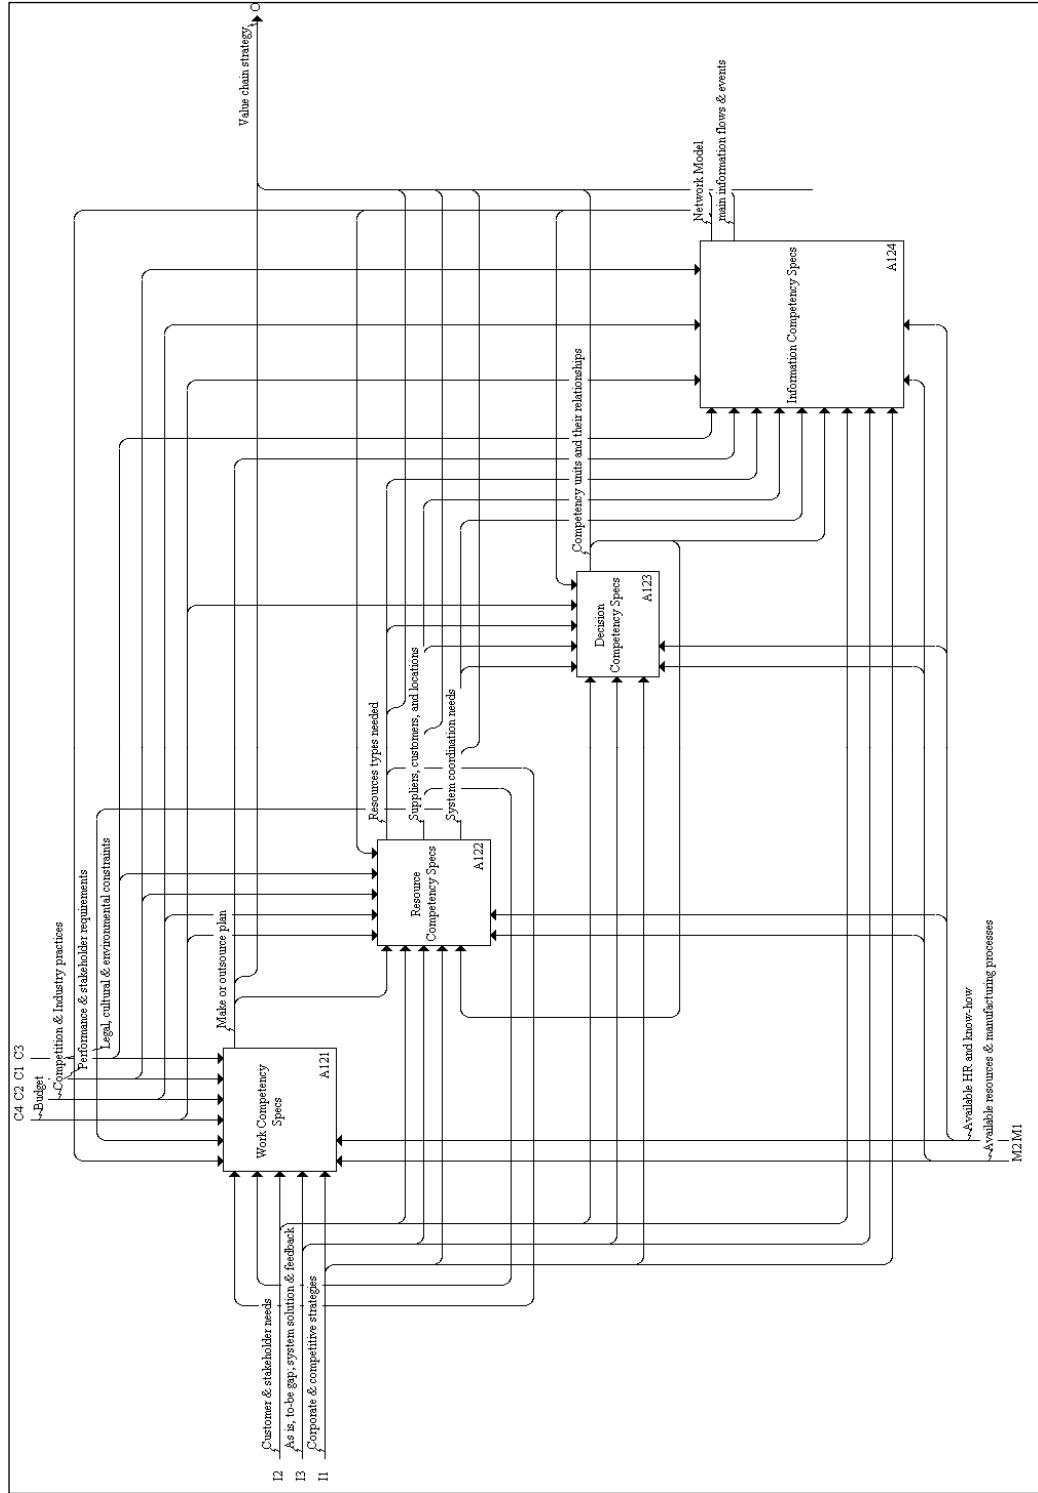 C4 C2 C1 C3
Budget
Competition & Industry practices
Performance & stakeholder requirements
Legal, cultural & environmental constraints
Value chain strategy
O
Make or outsource plan
Work Competency
Specs
A121
Resources types needed
Suppliers, customers, and locations
System coordination needs
Resource
Competency Specs
A122
Competency units and their relationships
Decision
Competency Specs
A123
Network Model
main information flows & events
Information Competency Specs
A124
Customer & stakeholder needs
I2
As is, to-be gap; system solution & feedback
I3
Corporate & competitive strategies
I1
Available HR and know-how
Available resources & manufacturing processes
M2 M1